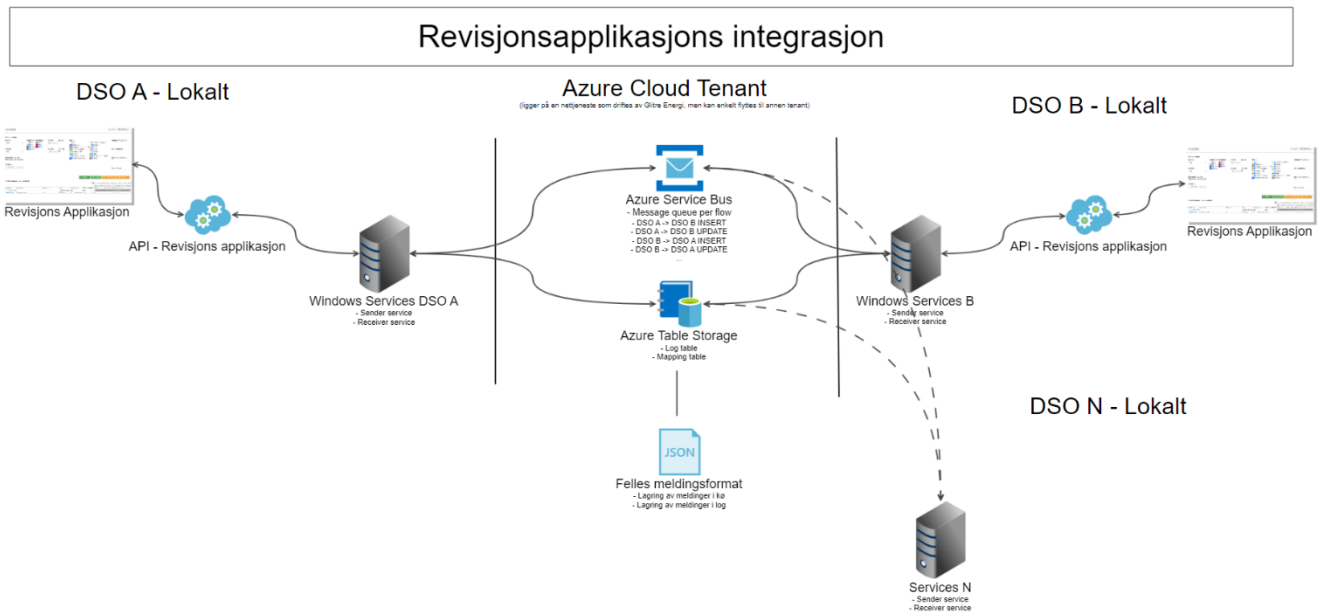 Revisjonsapplikasjons integrasjon
DSO A - Lokalt
Azure Cloud Tenant
(ligger på en nettjeneste som driftes av Glitre Energi, men kan enkelt flyttes til annen tenant)
DSO B - Lokalt
Revisjons Applikasjon
API - Revisjons applikasjon
Windows Services DSO A
- Sender service
- Receiver service
Azure Service Bus
- Message queue per flow
- DSO A -> DSO B INSERT
- DSO A -> DSO B UPDATE
- DSO B -> DSO A INSERT
- DSO B -> DSO A UPDATE
...
Azure Table Storage
- Log table
- Mapping table
JSON
Felles meldingsformat
- Lagring av meldinger i kø
- Lagring av meldinger i log
Windows Services B
- Sender service
- Receiver service
API - Revisjons applikasjon
Revisjons Applikasjon
DSO N - Lokalt
Services N
- Sender service
- Receiver service